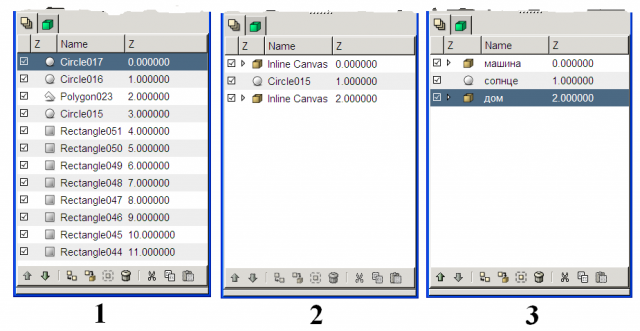 Z Name Z
Circle017 0.000000
Circle016 1.000000
Polygon023 2.000000
Circle015 3.000000
Rectangle051 4.000000
Rectangle050 5.000000
Rectangle049 6.000000
Rectangle048 7.000000
Rectangle047 8.000000
Rectangle046 9.000000
Rectangle045 10.000000
Rectangle044 11.000000
1
Z Name Z
Inline Canvas 0.000000
Circle015 1.000000
Inline Canvas 2.000000
2
Z Name Z
машина 0.000000
солнце 1.000000
дом 2.000000
3